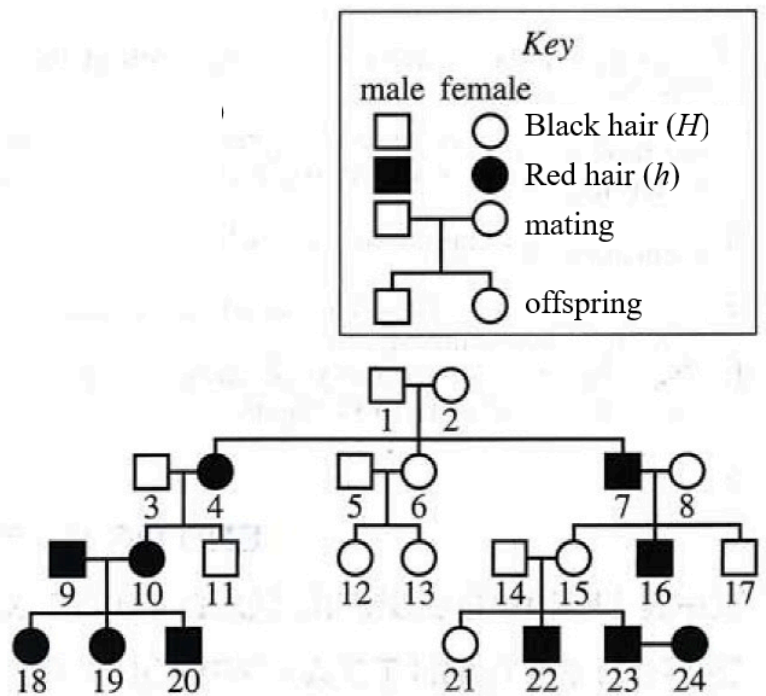 Key
male female
Black hair (H)
Red hair (h)
mating
offspring
1 2
3 4 5 6 7 8
9 10 11 12 13 14 15 16 17
18 19 20 21 22 23 24